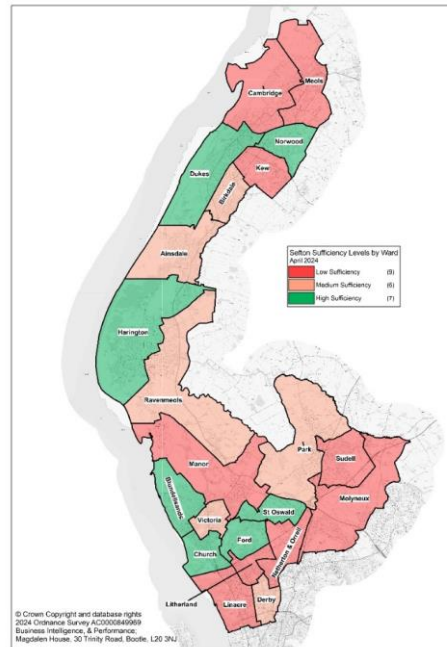 Meols
Cambridge
Norwood
Dukes
Kew
Birkdale
Ainsdale
Sefton Sufficiency Levels by Ward
April 2024
Low Sufficiency (9)
Medium Sufficiency (6)
High Sufficiency (7)
Harington
Ravenmeols
Park
Sudell
Manor
Molyneux
Blundellsands
Victoria
St Oswald
Ford
Netherton & Orrell
Church
Litherland
Linacre
Derby
© Crown Copyright and database rights
2024 Ordnance Survey AC0000849969
Business Intelligence, & Performance;
Magdalen House, 30 Trinity Road, Bootle, L20 3NJ